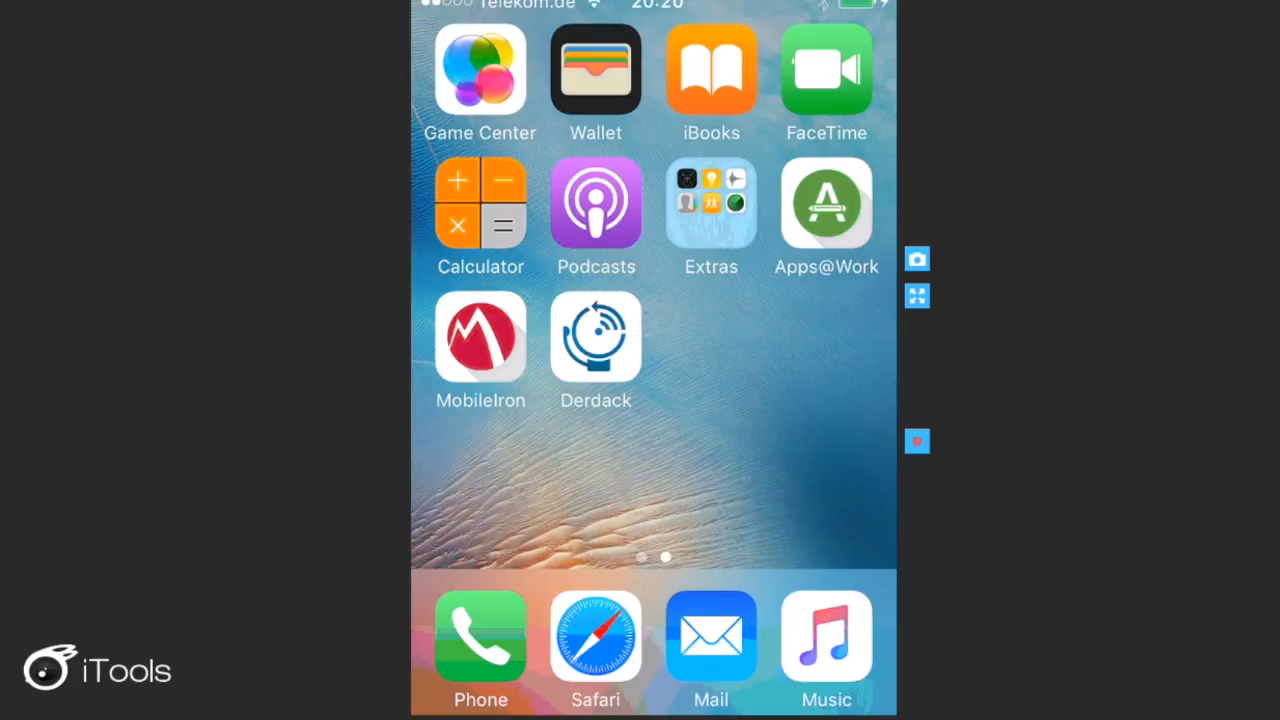 Telekom.de 20:20
Game Center Wallet iBooks FaceTime
Calculator Podcasts Extras Apps@Work
MobileIron Derdack
Phone Safari Mail Music
iTools